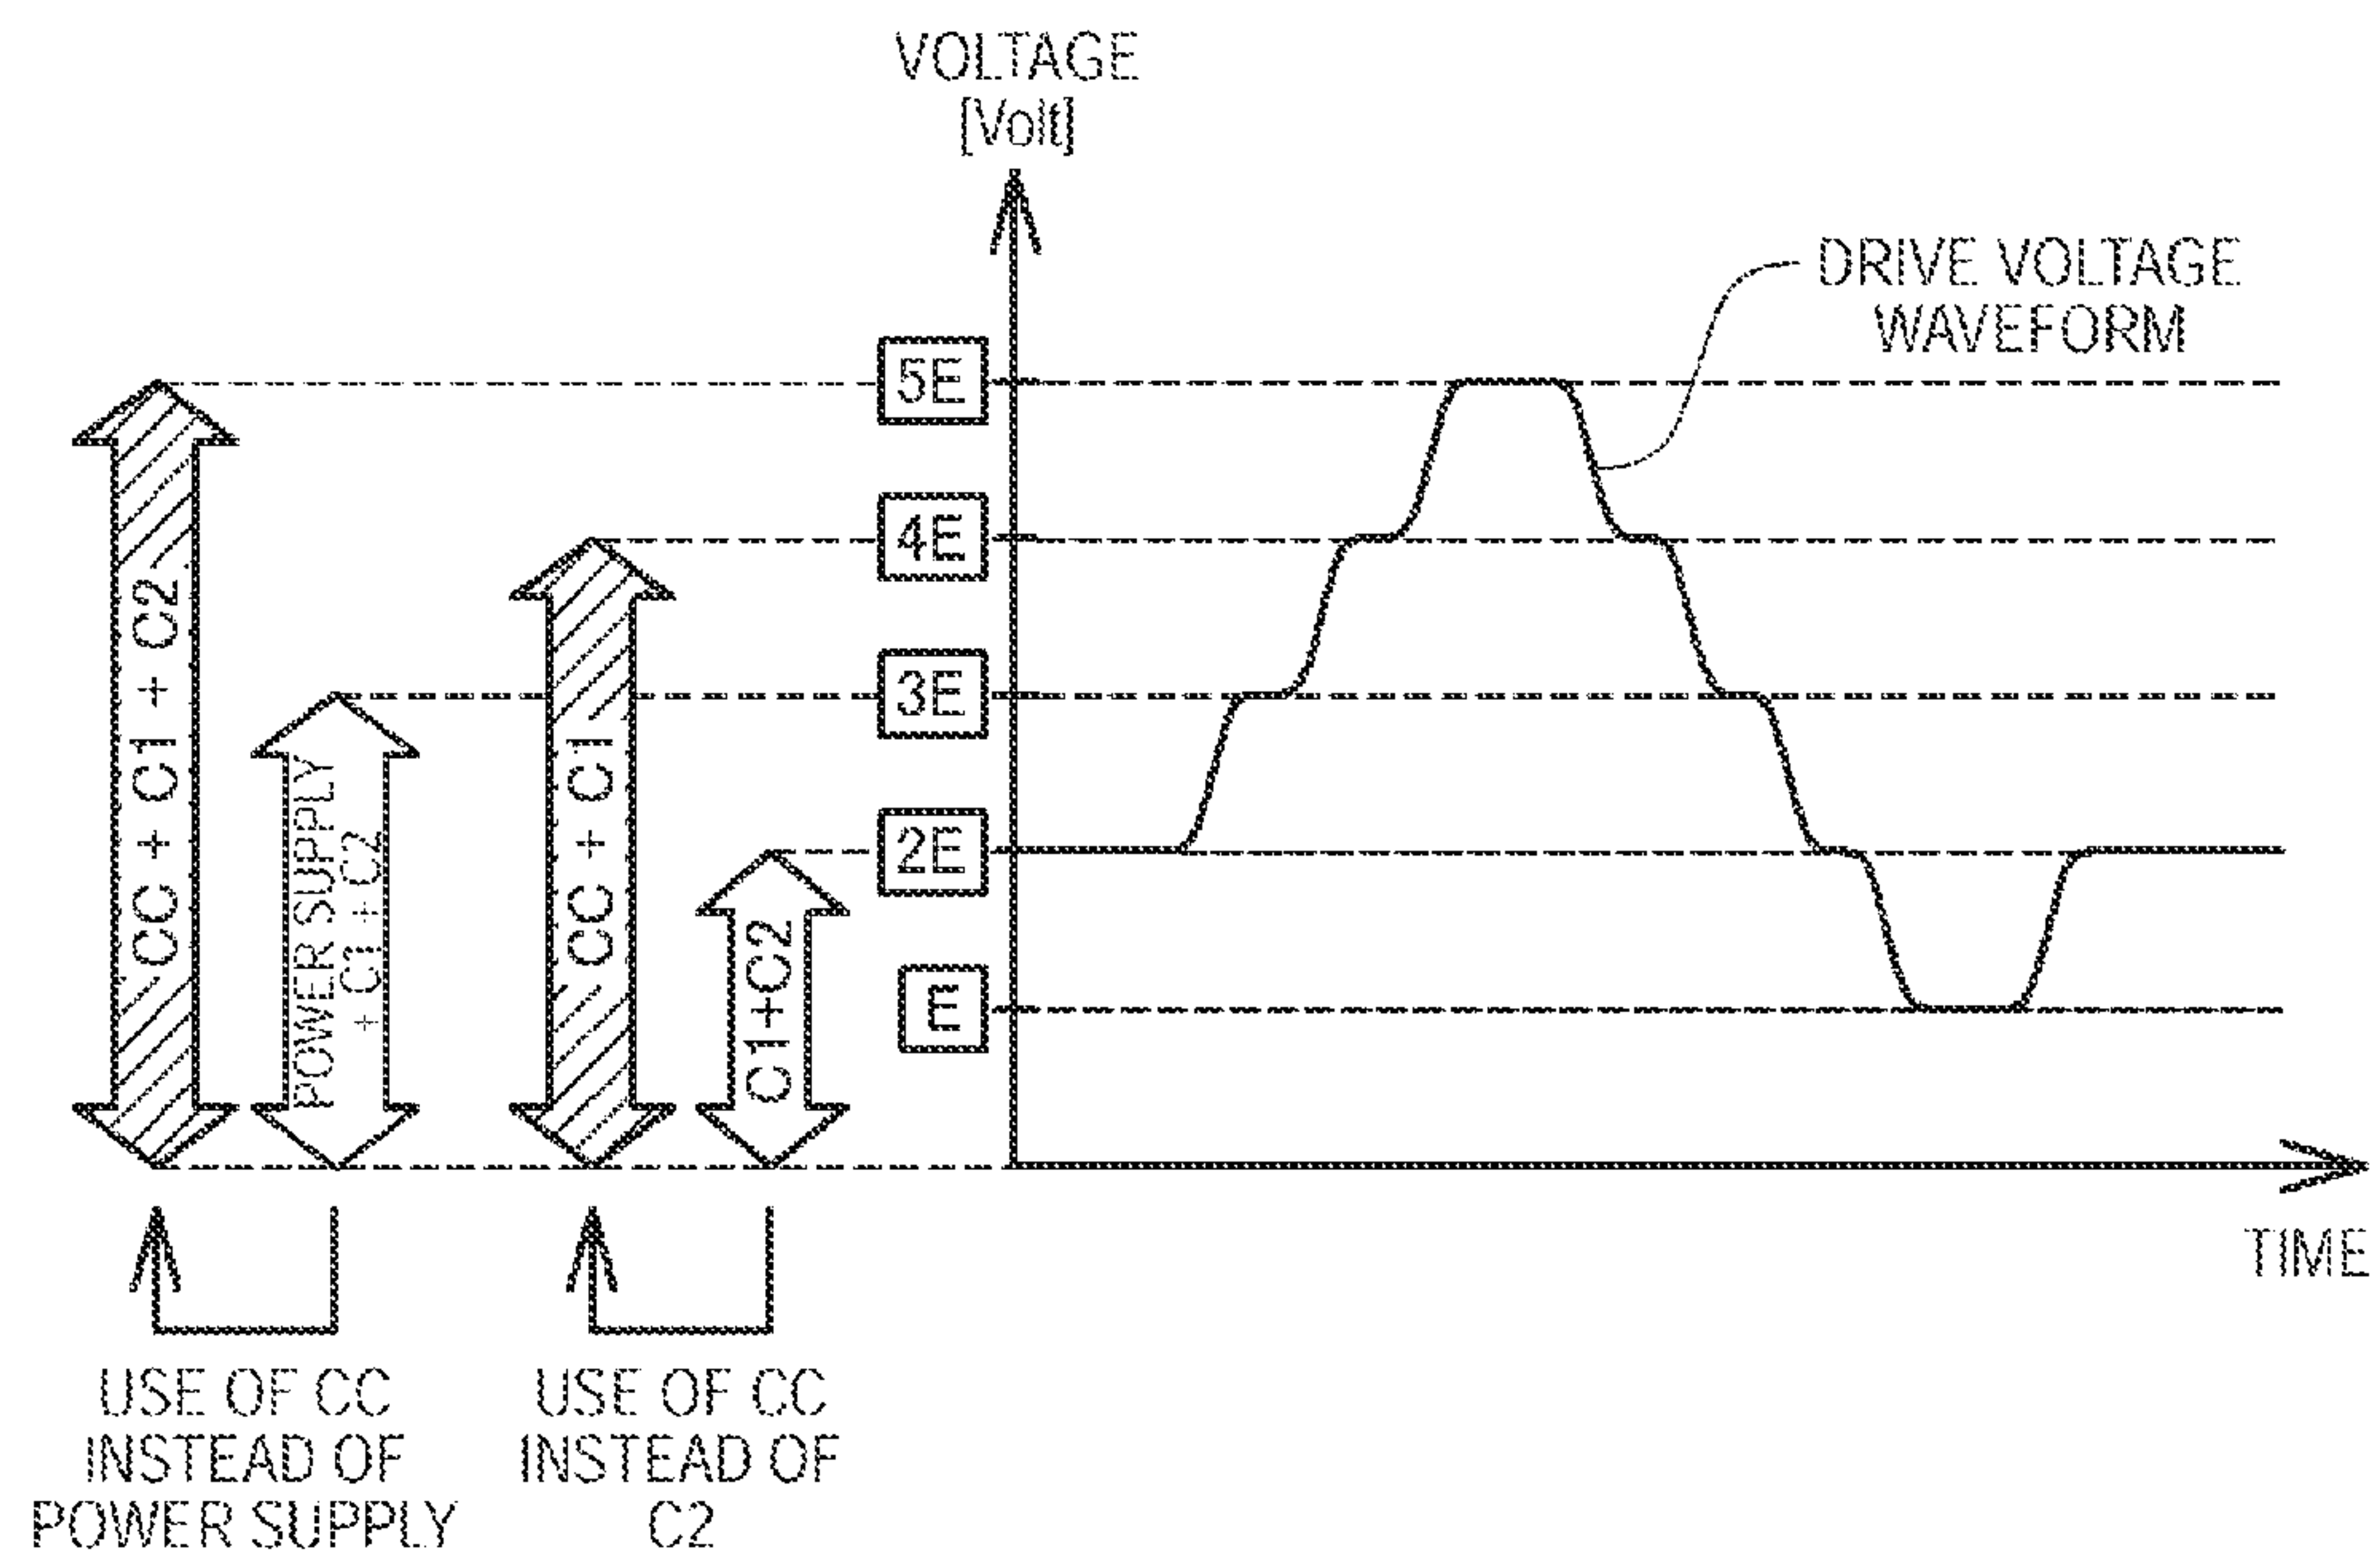 VOLTAGE
[Volt]
DRIVE VOLTAGE
WAVEFORM
5E
4E
3E
2E
E
CC + C1 + C2
POWER SUPPLY
+ C1 + C2
CC + C1
C1+C2
TIME
USE OF CC
INSTEAD OF
POWER SUPPLY
USE OF CC
INSTEAD OF
C2